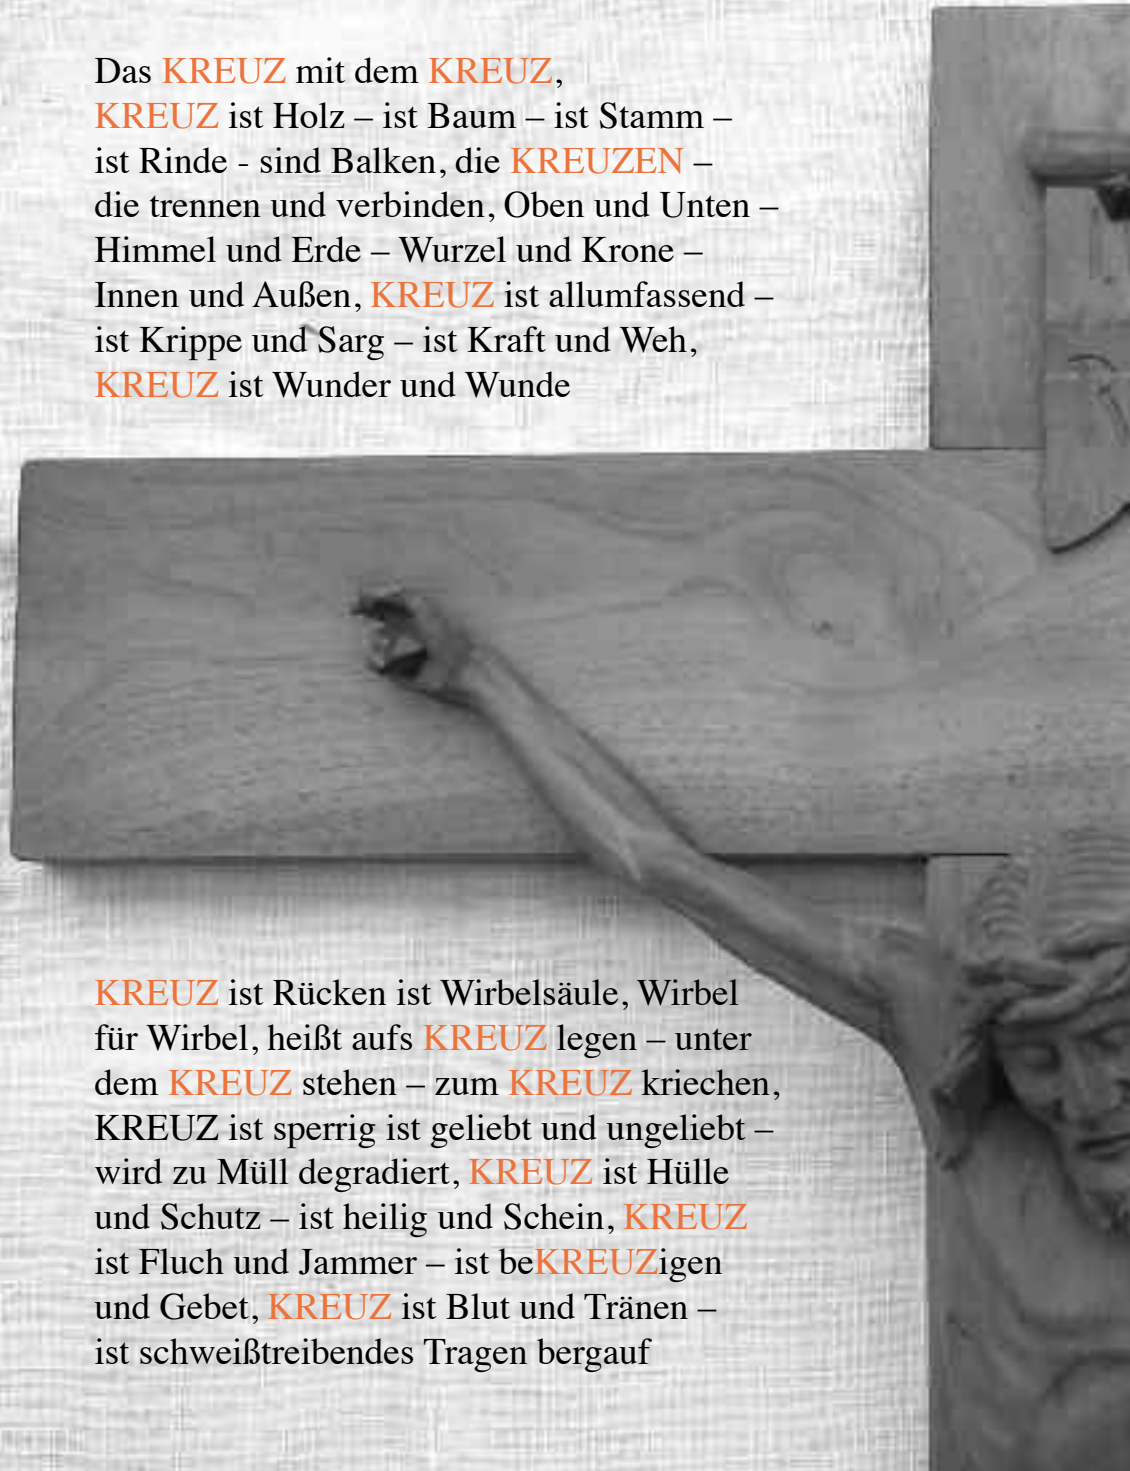 Das KREUZ mit dem KREUZ,
KREUZ ist Holz – ist Baum – ist Stamm –
ist Rinde - sind Balken, die KREUZEN –
die trennen und verbinden, Oben und Unten –
Himmel und Erde – Wurzel und Krone –
Innen und Außen, KREUZ ist allumfassend –
ist Krippe und Sarg – ist Kraft und Weh,
KREUZ ist Wunder und Wunde
KREUZ ist Rücken ist Wirbelsäule, Wirbel
für Wirbel, heißt aufs KREUZ legen – unter
dem KREUZ stehen – zum KREUZ kriechen,
KREUZ ist sperrig ist geliebt und ungeliebt –
wird zu Müll degradiert, KREUZ ist Hülle
und Schutz – ist heilig und Schein, KREUZ
ist Fluch und Jammer – ist beKREUZigen
und Gebet, KREUZ ist Blut und Tränen –
ist schweißtreibendes Tragen bergauf